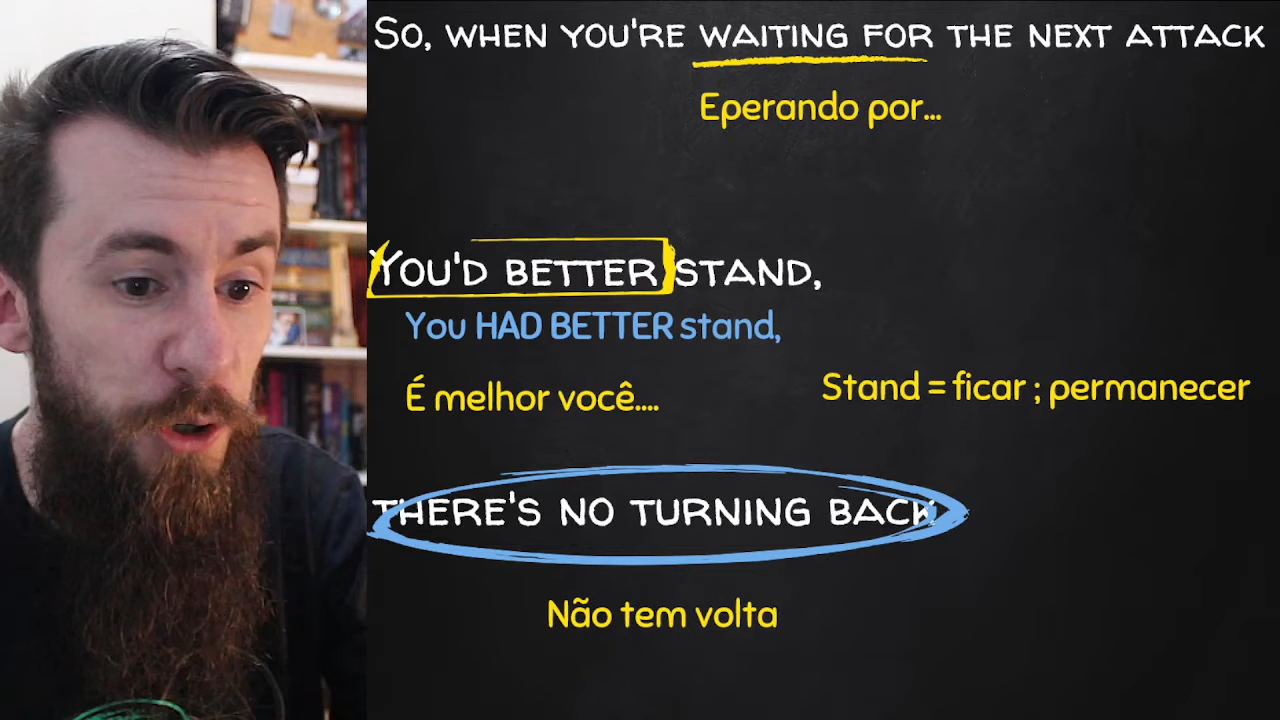 So, when you're waiting for the next attack
Eperando por...
You'd better stand,
You HAD BETTER stand,
É melhor você....
Stand = ficar ; permanecer
there's no turning back
Não tem volta